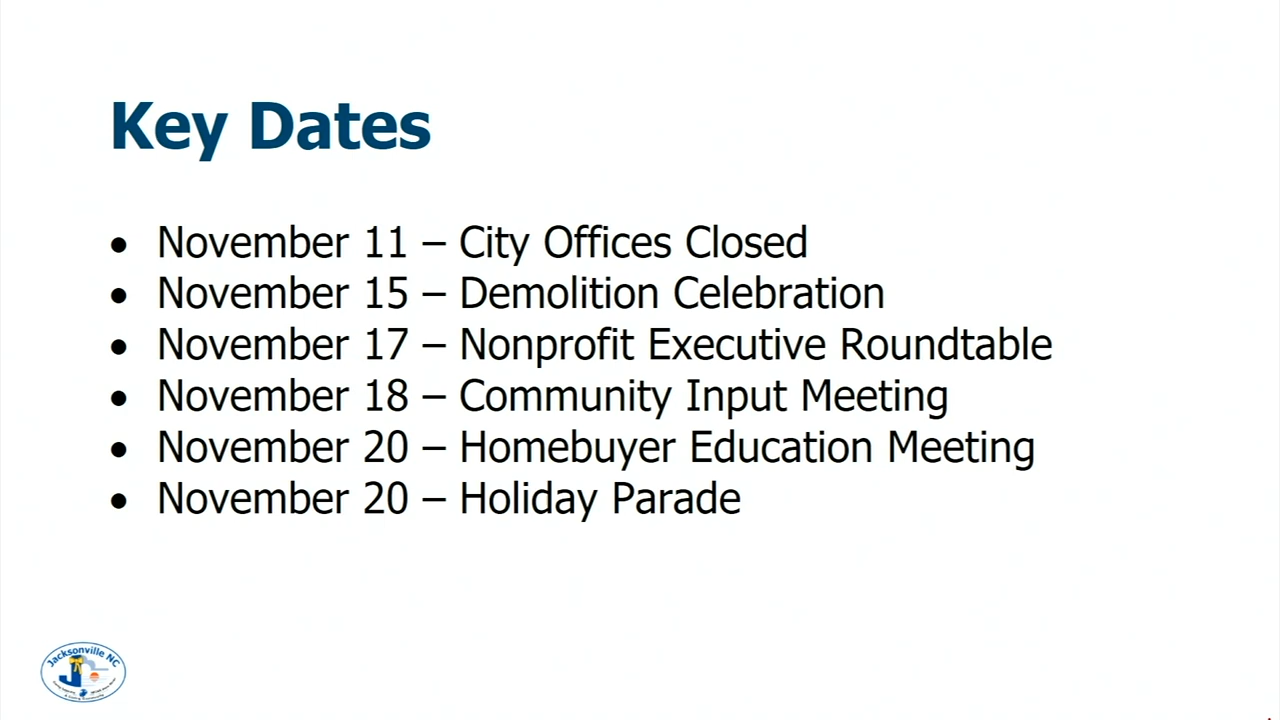 Key Dates
• November 11 – City Offices Closed
• November 15 – Demolition Celebration
• November 17 – Nonprofit Executive Roundtable
• November 18 – Community Input Meeting
• November 20 – Homebuyer Education Meeting
• November 20 – Holiday Parade
Jacksonville NC